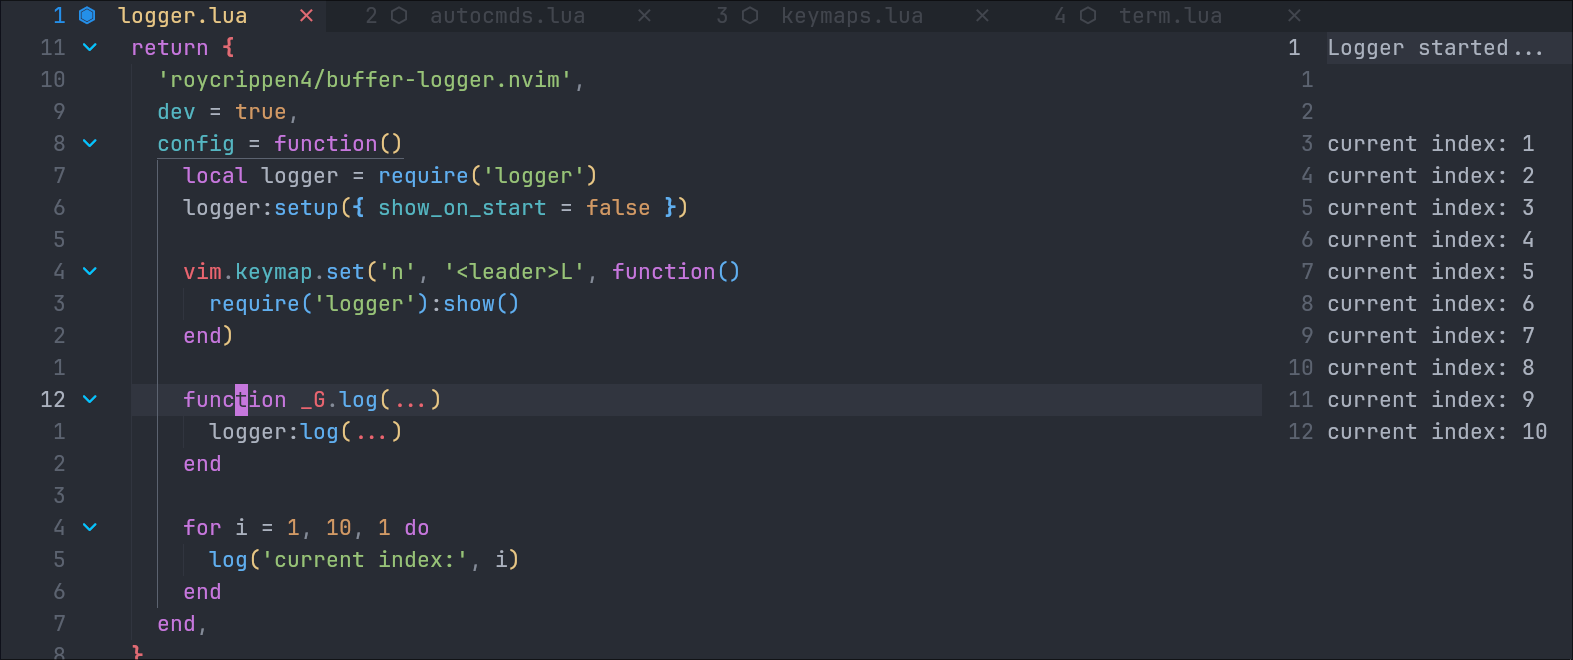 1 logger.lua × 2 autocmds.lua × 3 keymaps.lua × 4 term.lua ×
11 return {
10 'roycrippen4/buffer-logger.nvim',
9 dev = true,
8 config = function()
7 local logger = require('logger')
6 logger:setup({ show_on_start = false })
5
4 vim.keymap.set('n', '<leader>L', function()
3 require('logger'):show()
2 end)
1
12 function _G.log(...)
1 logger:log(...)
2 end
3
4 for i = 1, 10, 1 do
5 log('current index:', i)
6 end
7 end,
8 }
1 Logger started...
1
2
3 current index: 1
4 current index: 2
5 current index: 3
6 current index: 4
7 current index: 5
8 current index: 6
9 current index: 7
10 current index: 8
11 current index: 9
12 current index: 10